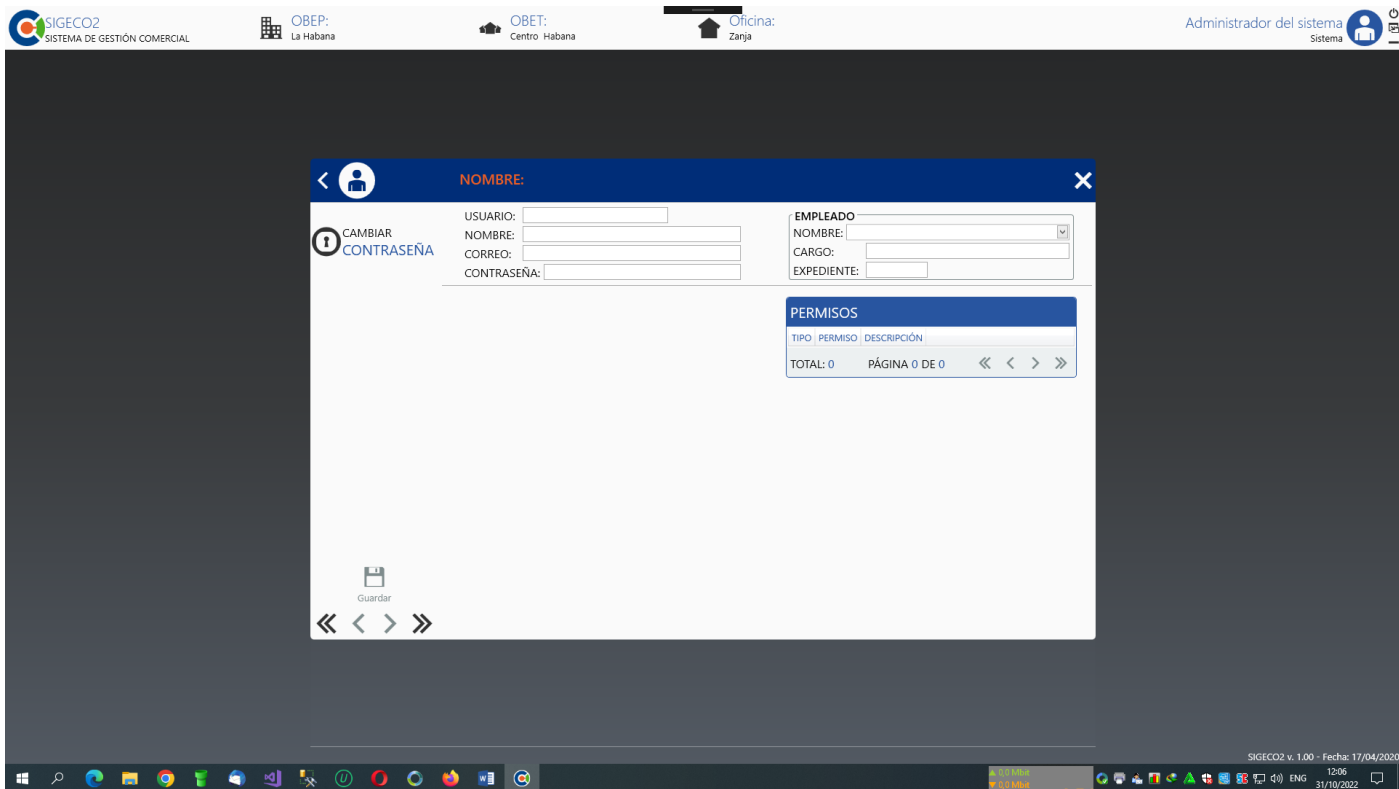 SIGECO2
SISTEMA DE GESTIÓN COMERCIAL
OBEP:
La Habana
OBET:
Centro Habana
Oficina:
Zanja
Administrador del sistema
Sistema
NOMBRE:
CAMBIAR
CONTRASEÑA
USUARIO:
NOMBRE:
CORREO:
CONTRASEÑA:
EMPLEADO
NOMBRE:
CARGO:
EXPEDIENTE:
PERMISOS
TIPO PERMISO DESCRIPCIÓN
TOTAL: 0 PÁGINA 0 DE 0
Guardar
SIGECO2 v. 1.00 - Fecha: 17/04/2020
0,0 Mbit
0,0 Mbit
ENG
12:06
31/10/2022